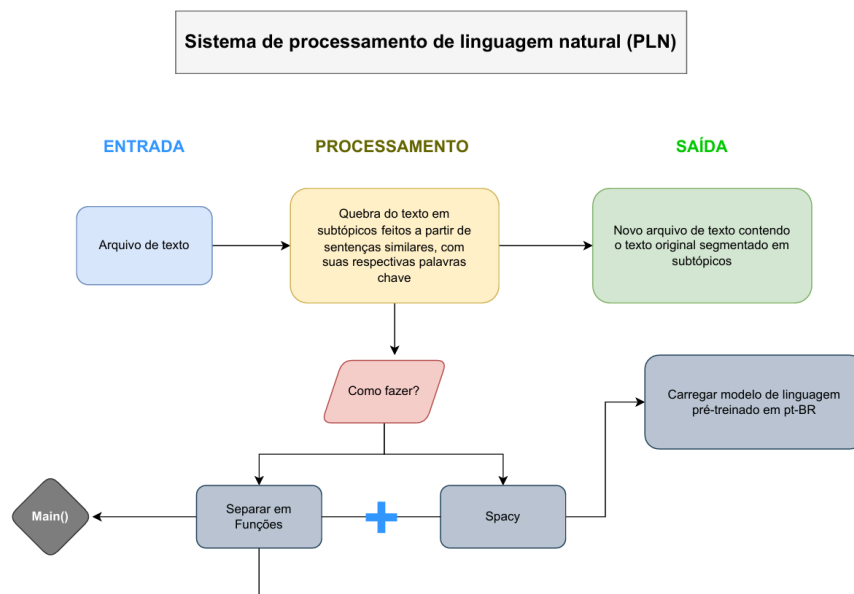 Sistema de processamento de linguagem natural (PLN)
ENTRADA
PROCESSAMENTO
SAÍDA
Arquivo de texto
Quebra do texto em
subtópicos feitos a partir de
sentenças similares, com
suas respectivas palavras
chave
Novo arquivo de texto contendo
o texto original segmentado em
subtópicos
Como fazer?
Carregar modelo de linguagem
pré-treinado em pt-BR
Main()
Separar em
Funções
Spacy